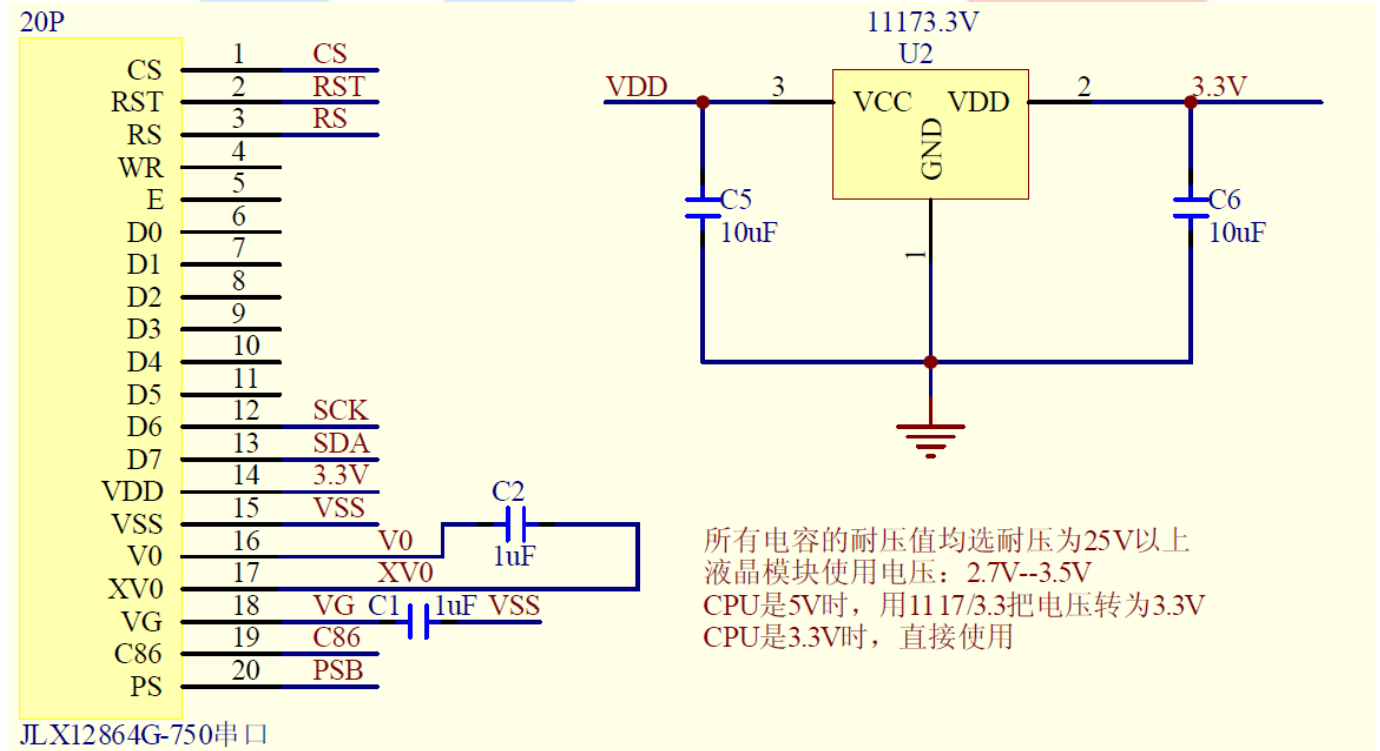 20P
CS 1 CS
RST 2 RST
RS 3 RS
WR 4
E 5
D0 6
D1 7
D2 8
D3 9
D4 10
D5 11
D6 12 SCK
D7 13 SDA
VDD 14 3.3V
VSS 15 VSS
V0 16 V0
XV0 17 XV0
VG 18 VG C1 1uF VSS
C86 19 C86
PS 20 PSB
C2
1uF
JLX12864G-750串口
11173.3V
U2
VDD 3 VCC VDD 2 3.3V
GND
1
C5
10uF
C6
10uF
所有电容的耐压值均选耐压为25V以上
液晶模块使用电压：2.7V--3.5V
CPU是5V时，用1117/3.3把电压转为3.3V
CPU是3.3V时，直接使用